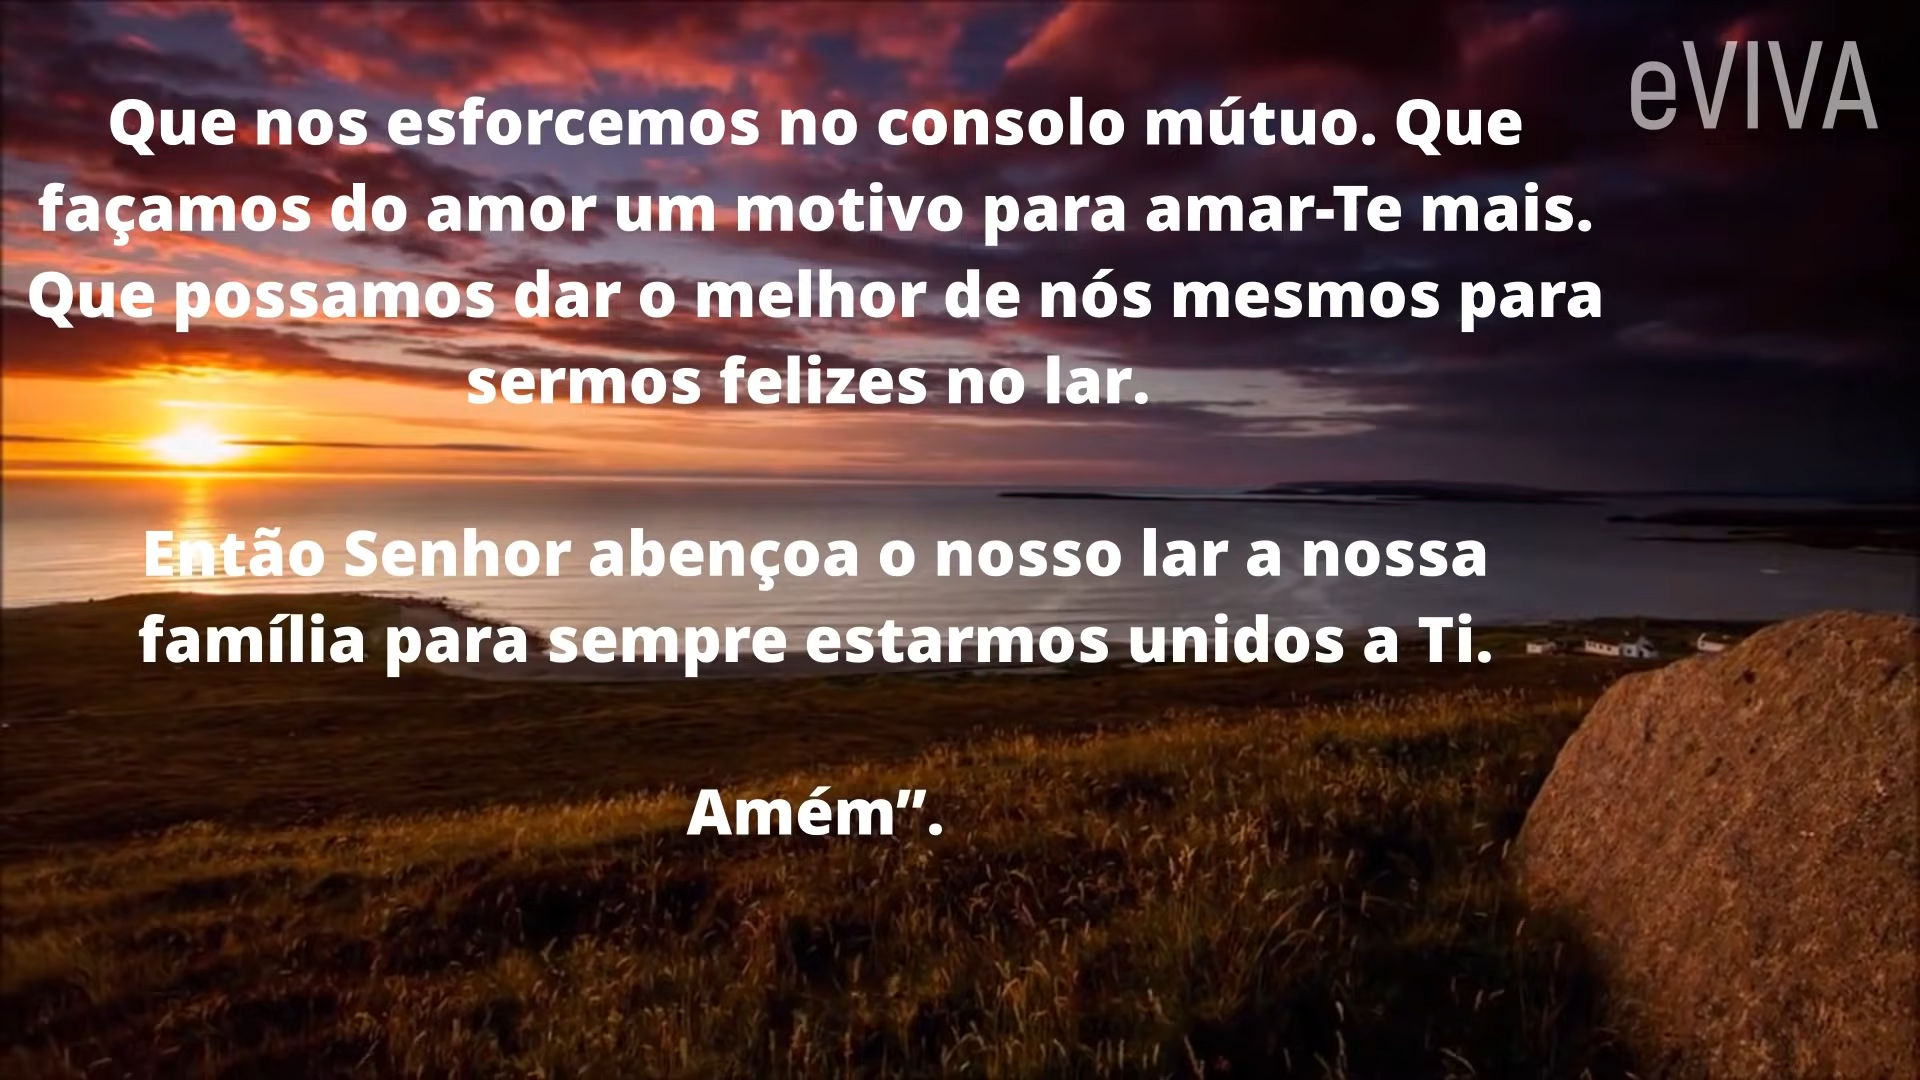 eVIVA
Que nos esforcemos no consolo mútuo. Que
façamos do amor um motivo para amar-Te mais.
Que possamos dar o melhor de nós mesmos para
sermos felizes no lar.
Então Senhor abençoa o nosso lar a nossa
família para sempre estarmos unidos a Ti.
Amém”.